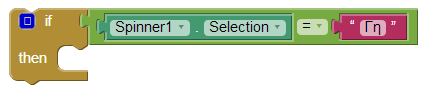 if Spinner1 . Selection = “ Γη ”
then